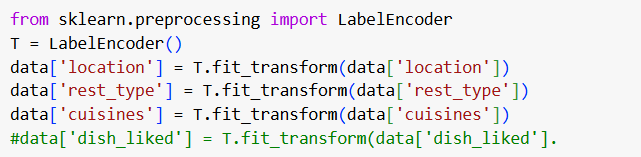 from sklearn.preprocessing import LabelEncoder
T = LabelEncoder()
data['location'] = T.fit_transform(data['location'])
data['rest_type'] = T.fit_transform(data['rest_type'])
data['cuisines'] = T.fit_transform(data['cuisines'])
#data['dish_liked'] = T.fit_transform(data['dish_liked'].